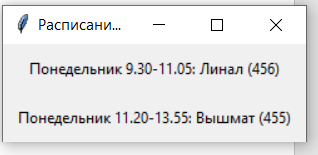 Расписани...
Понедельник 9.30-11.05: Линал (456)
Понедельник 11.20-13.55: Вышмат (455)